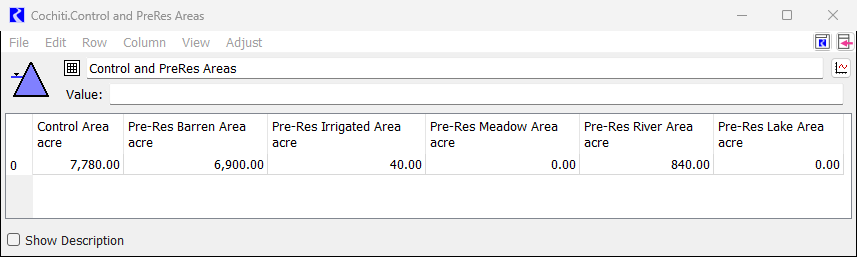 Cochiti.Control and PreRes Areas
File Edit Row Column View Adjust
Control and PreRes Areas
Value:
Control Area Pre-Res Barren Area Pre-Res Irrigated Area Pre-Res Meadow Area Pre-Res River Area Pre-Res Lake Area
acre acre acre acre acre acre
0 7,780.00 6,900.00 40.00 0.00 840.00 0.00
Show Description